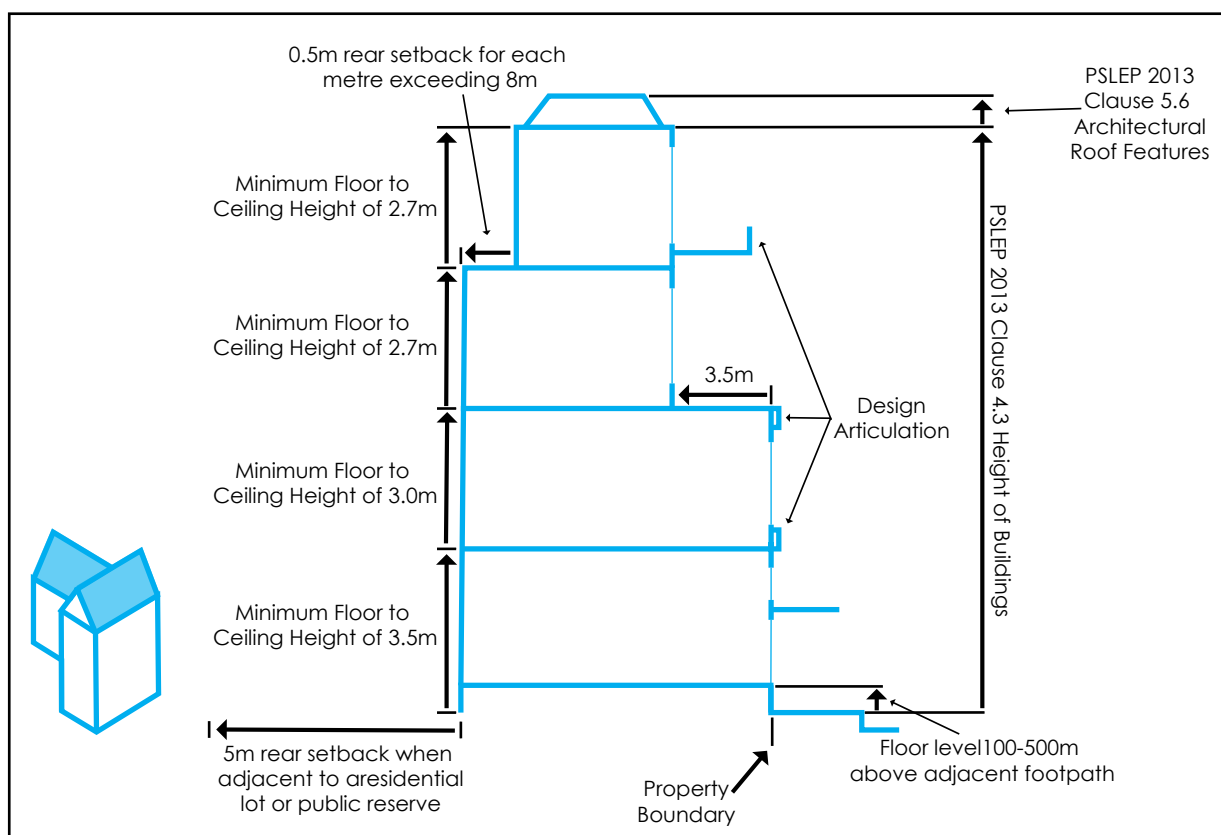 0.5m rear setback for each
metre exceeding 8m
PSLEP 2013
Clause 5.6
Architectural
Roof Features
Minimum Floor to
Ceiling Height of 2.7m
Minimum Floor to
Ceiling Height of 2.7m
3.5m
Design
Articulation
PSLEP 2013 Clause 4.3 Height of Buildings
Minimum Floor to
Ceiling Height of 3.0m
Minimum Floor to
Ceiling Height of 3.5m
5m rear setback when
adjacent to aresidential
lot or public reserve
Property
Boundary
Floor level100-500m
above adjacent footpath